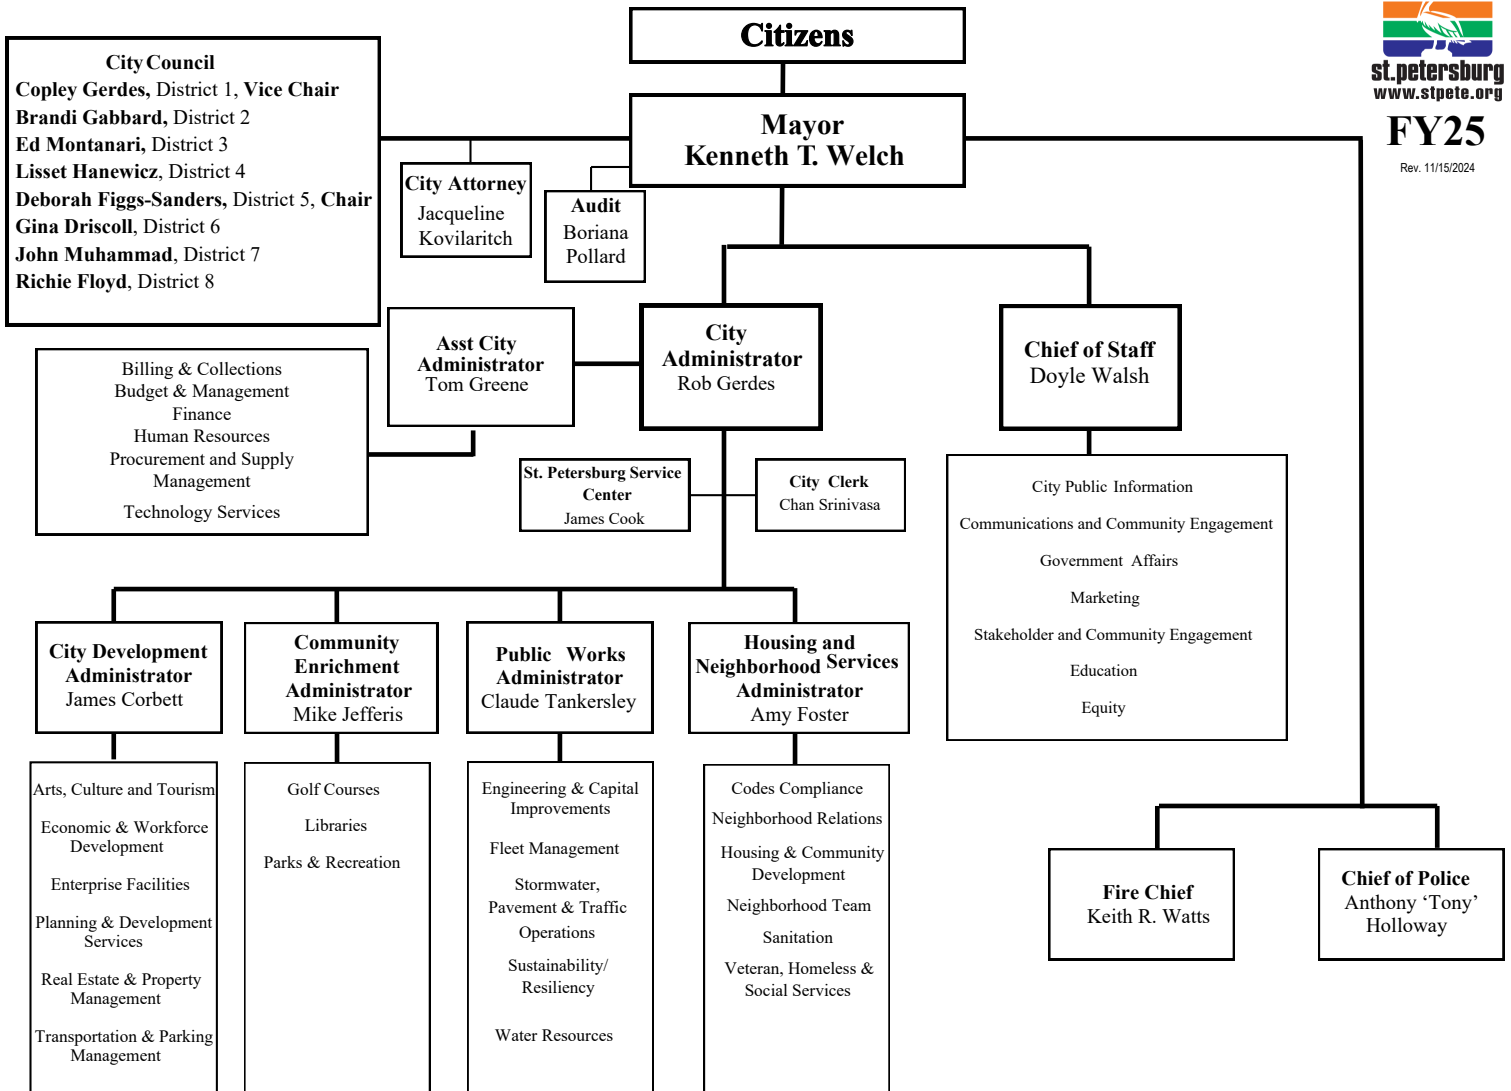 Citizens
st.petersburg
www.stpete.org
FY25
Rev. 11/15/2024
City Council
Copley Gerdes, District 1, Vice Chair
Brandi Gabbard, District 2
Ed Montanari, District 3
Lisset Hanewicz, District 4
Deborah Figgs-Sanders, District 5, Chair
Gina Driscoll, District 6
John Muhammad, District 7
Richie Floyd, District 8
Mayor
Kenneth T. Welch
City Attorney
Jacqueline
Kovilaritch
Audit
Boriana
Pollard
Asst City
Administrator
Tom Greene
City
Administrator
Rob Gerdes
Chief of Staff
Doyle Walsh
Billing & Collections
Budget & Management
Finance
Human Resources
Procurement and Supply
Management
Technology Services
St. Petersburg Service
Center
James Cook
City Clerk
Chan Srinivasa
City Public Information
Communications and Community Engagement
Government Affairs
Marketing
Stakeholder and Community Engagement
Education
Equity
City Development
Administrator
James Corbett
Community
Enrichment
Administrator
Mike Jefferis
Public Works
Administrator
Claude Tankersley
Housing and
Neighborhood Services
Administrator
Amy Foster
Arts, Culture and Tourism
Economic & Workforce
Development
Enterprise Facilities
Planning & Development
Services
Real Estate & Property
Management
Transportation & Parking
Management
Golf Courses
Libraries
Parks & Recreation
Engineering & Capital
Improvements
Fleet Management
Stormwater,
Pavement & Traffic
Operations
Sustainability/
Resiliency
Water Resources
Codes Compliance
Neighborhood Relations
Housing & Community
Development
Neighborhood Team
Sanitation
Veteran, Homeless &
Social Services
Fire Chief
Keith R. Watts
Chief of Police
Anthony ‘Tony’
Holloway